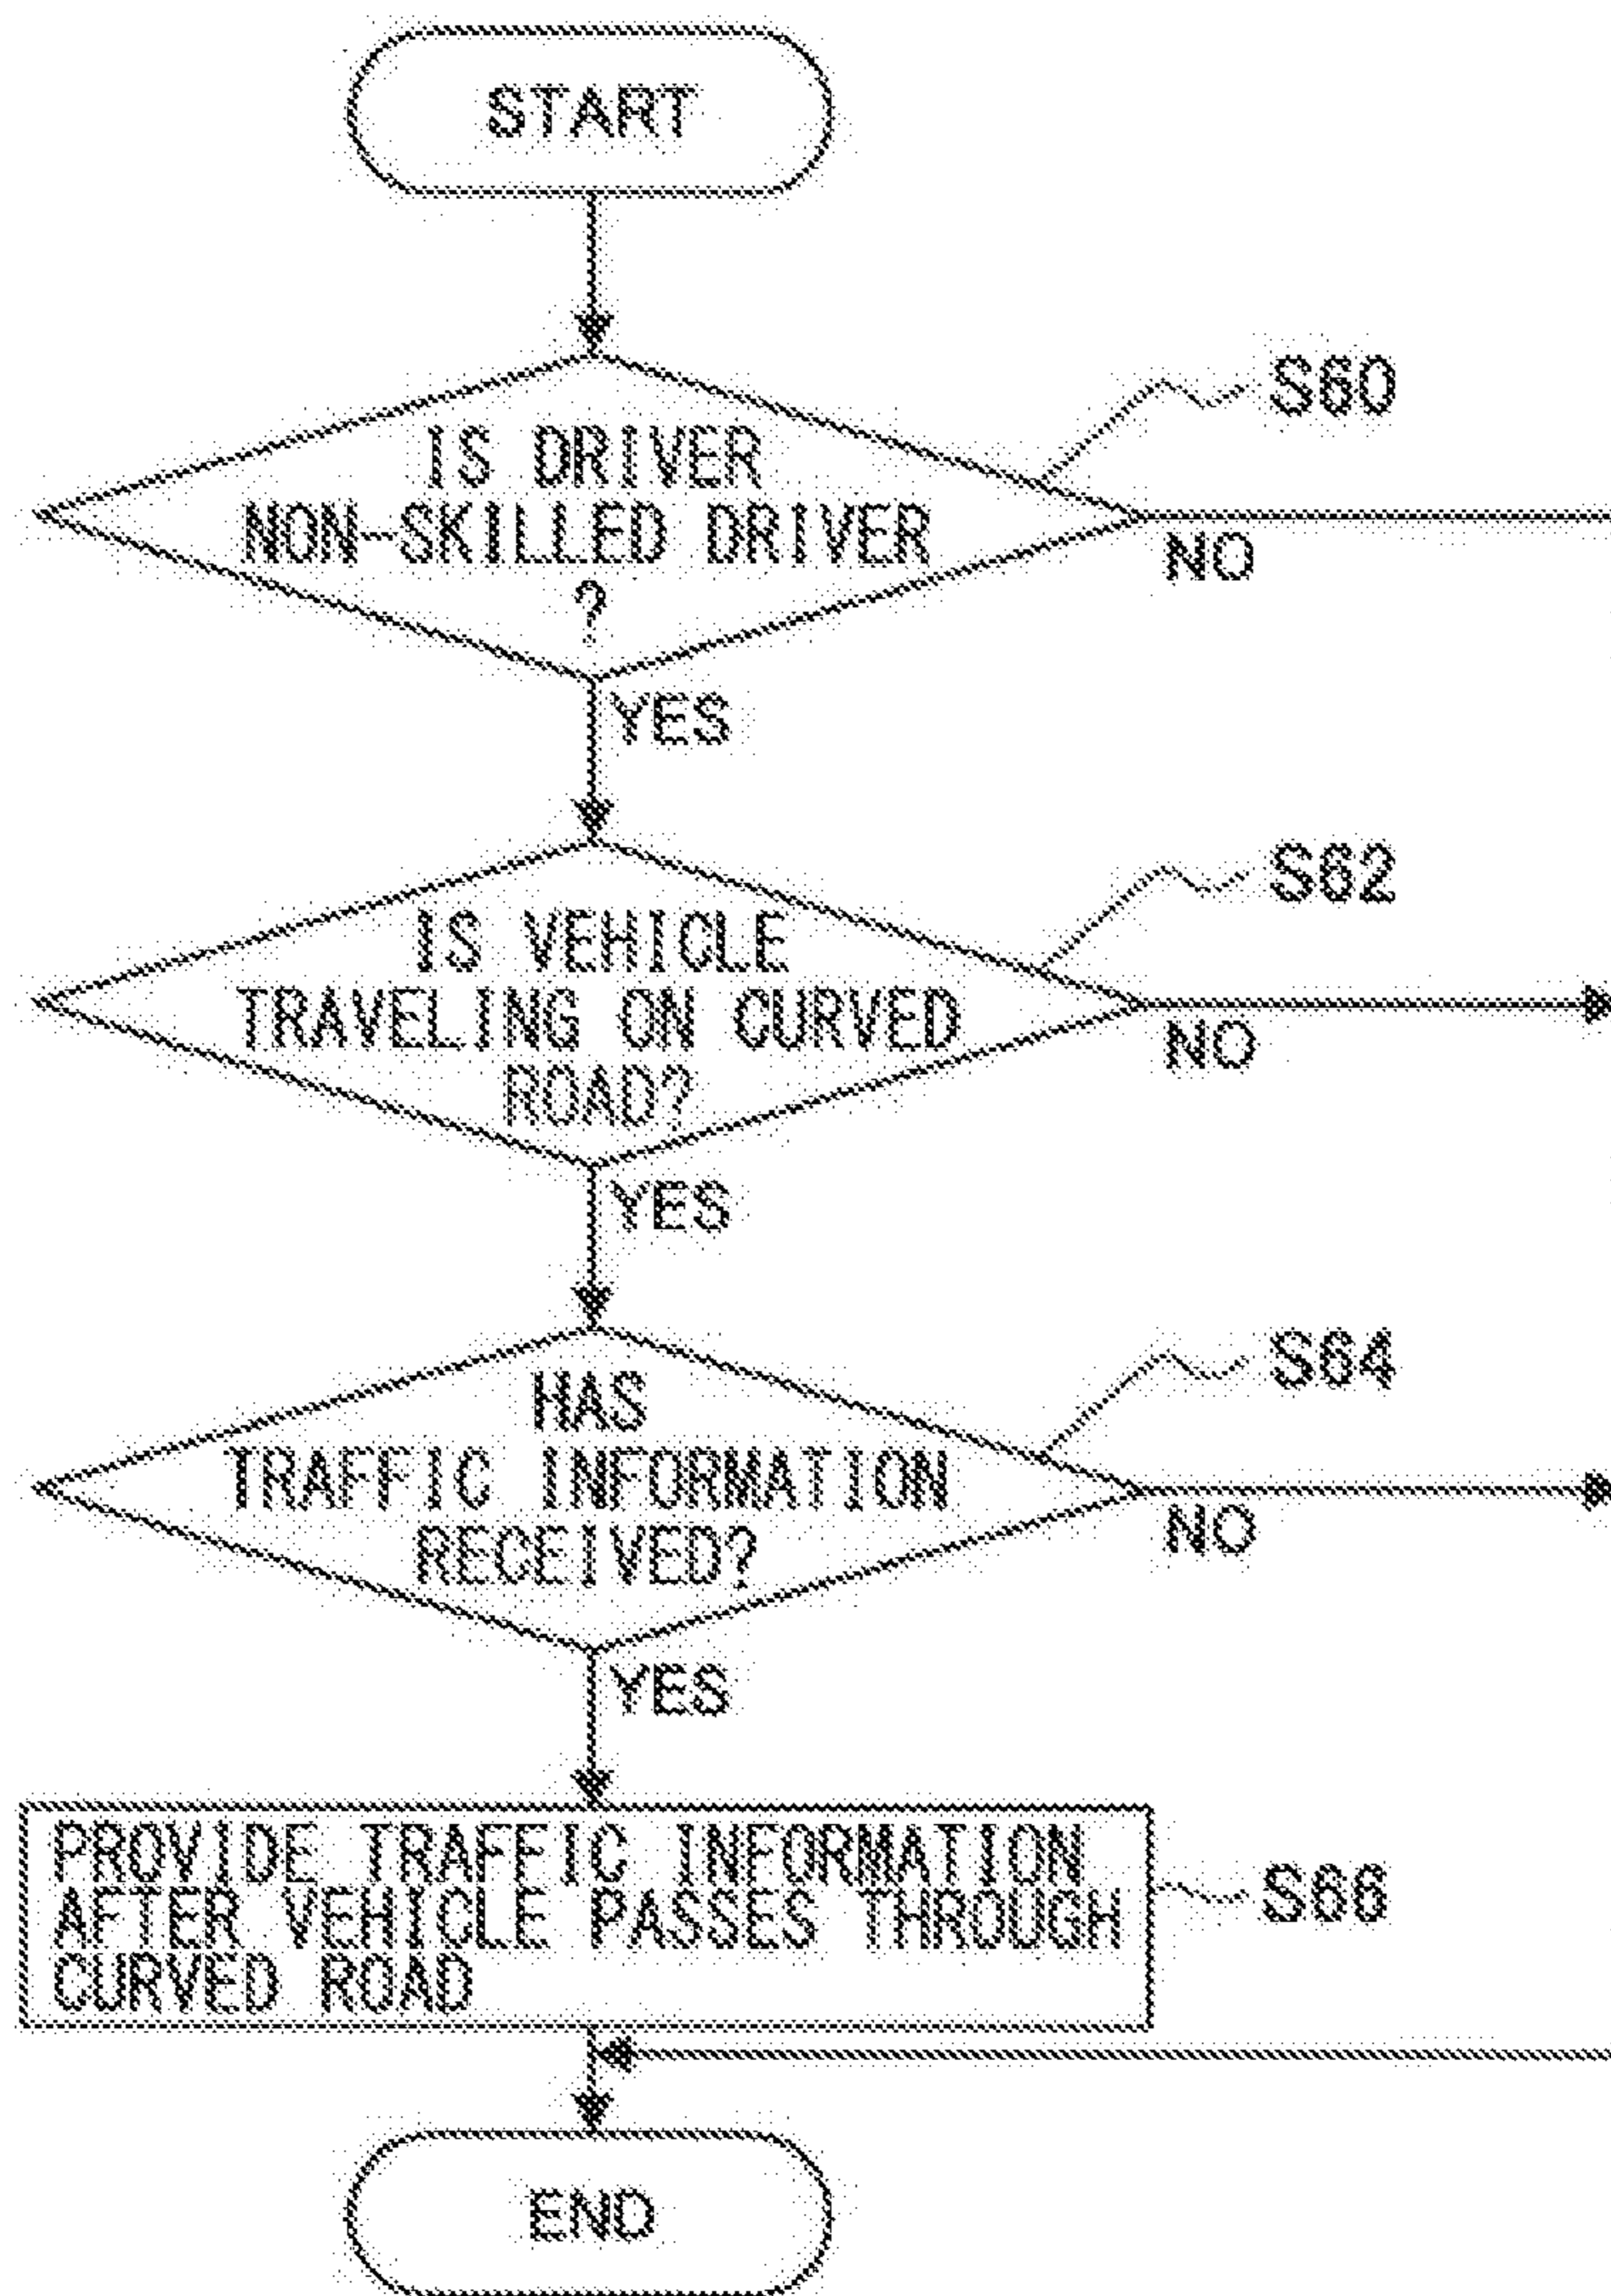 START
S60
IS DRIVER
NON-SKILLED DRIVER
?
NO
YES
S62
IS VEHICLE
TRAVELING ON CURVED
ROAD?
NO
YES
S64
HAS
TRAFFIC INFORMATION
RECEIVED?
NO
YES
PROVIDE TRAFFIC INFORMATION
AFTER VEHICLE PASSES THROUGH
CURVED ROAD
S66
END